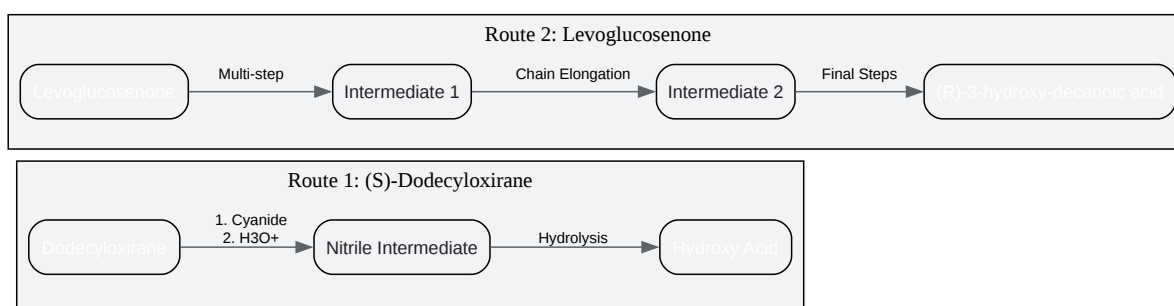 Route 2: Levoglucosenone
Levoglucosenone
Multi-step
Intermediate 1
Chain Elongation
Intermediate 2
Final Steps
(R)-3-hydroxy-decanoic acid
Route 1: (S)-Dodecyloxirane
Dodecyloxirane
1. Cyanide
2. H3O+
Nitrile Intermediate
Hydrolysis
Hydroxy Acid